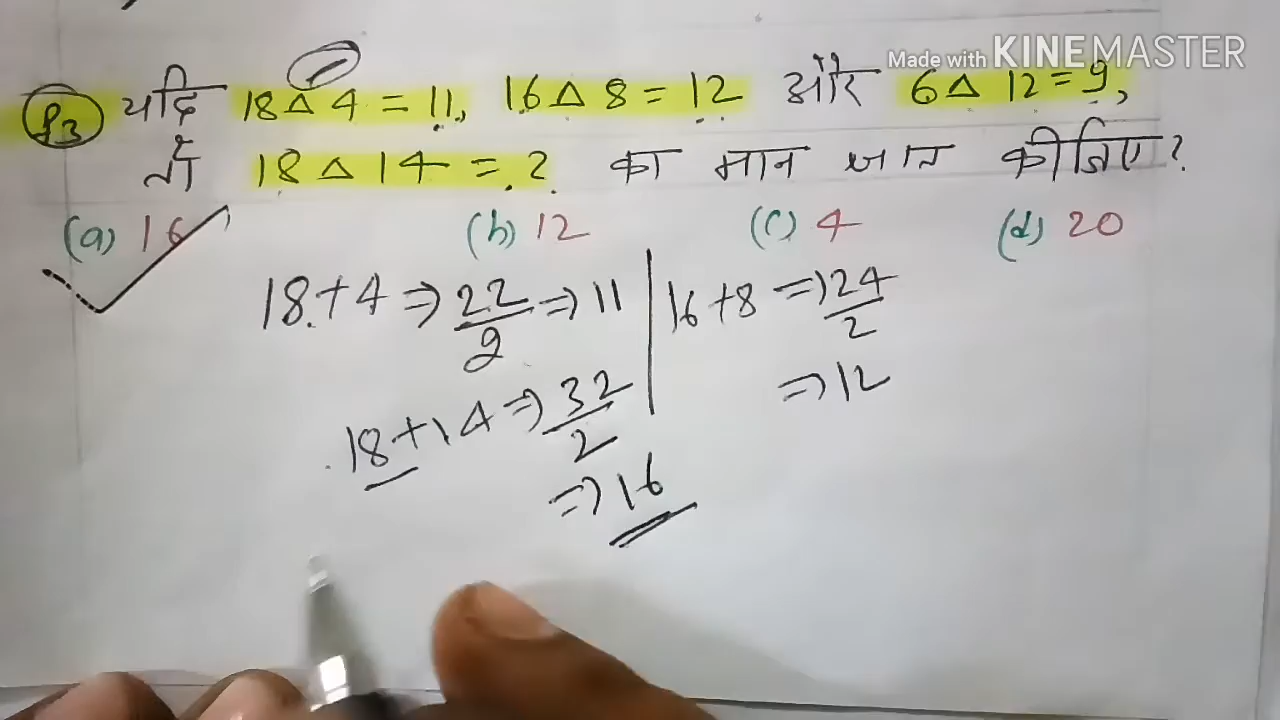 Made with KINEMASTER
Q3 यदि 18 Δ 4 = 11, 16 Δ 8 = 12 और 6 Δ 12 = 9,
तो 18 Δ 14 = ? का मान ज्ञात कीजिए?
(a) 16 (b) 12 (c) 4 (d) 20
18 + 4 ⇒ 22/2 ⇒ 11 | 16 + 8 ⇒ 24/2
⇒ 12
18 + 14 ⇒ 32/2
⇒ 16